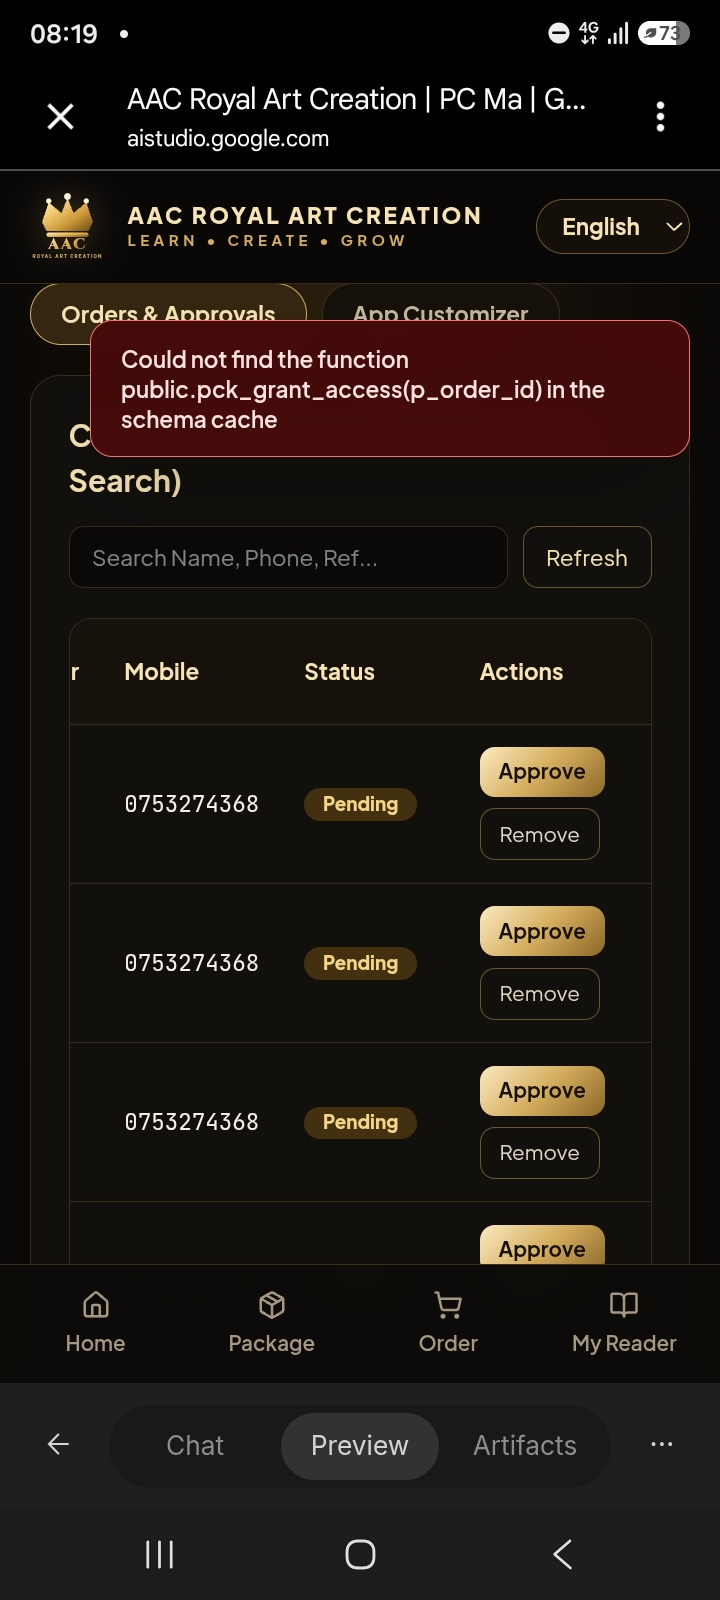 08:19
4G
73
AAC Royal Art Creation | PC Ma | G...
aistudio.google.com
AAC
ROYAL ART CREATION
AAC ROYAL ART CREATION
LEARN • CREATE • GROW
English
Orders & Approvals
App Customizer
Could not find the function
public.pck_grant_access(p_order_id) in the
schema cache
Search)
Search Name, Phone, Ref...
Refresh
r Mobile Status Actions
0753274368 Pending Approve
Remove
0753274368 Pending Approve
Remove
0753274368 Pending Approve
Remove
Approve
Home Package Order My Reader
Chat Preview Artifacts